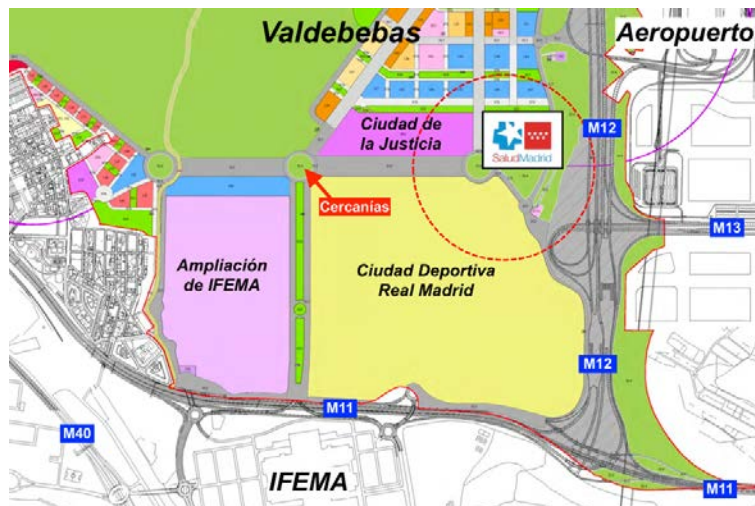 Valdebebas
Aeropuerto
Ciudad de
la Justicia
SaludMadrid
M12
Cercanías
M13
Ampliación
de IFEMA
Ciudad Deportiva
Real Madrid
M12
M11
M40
IFEMA
M11